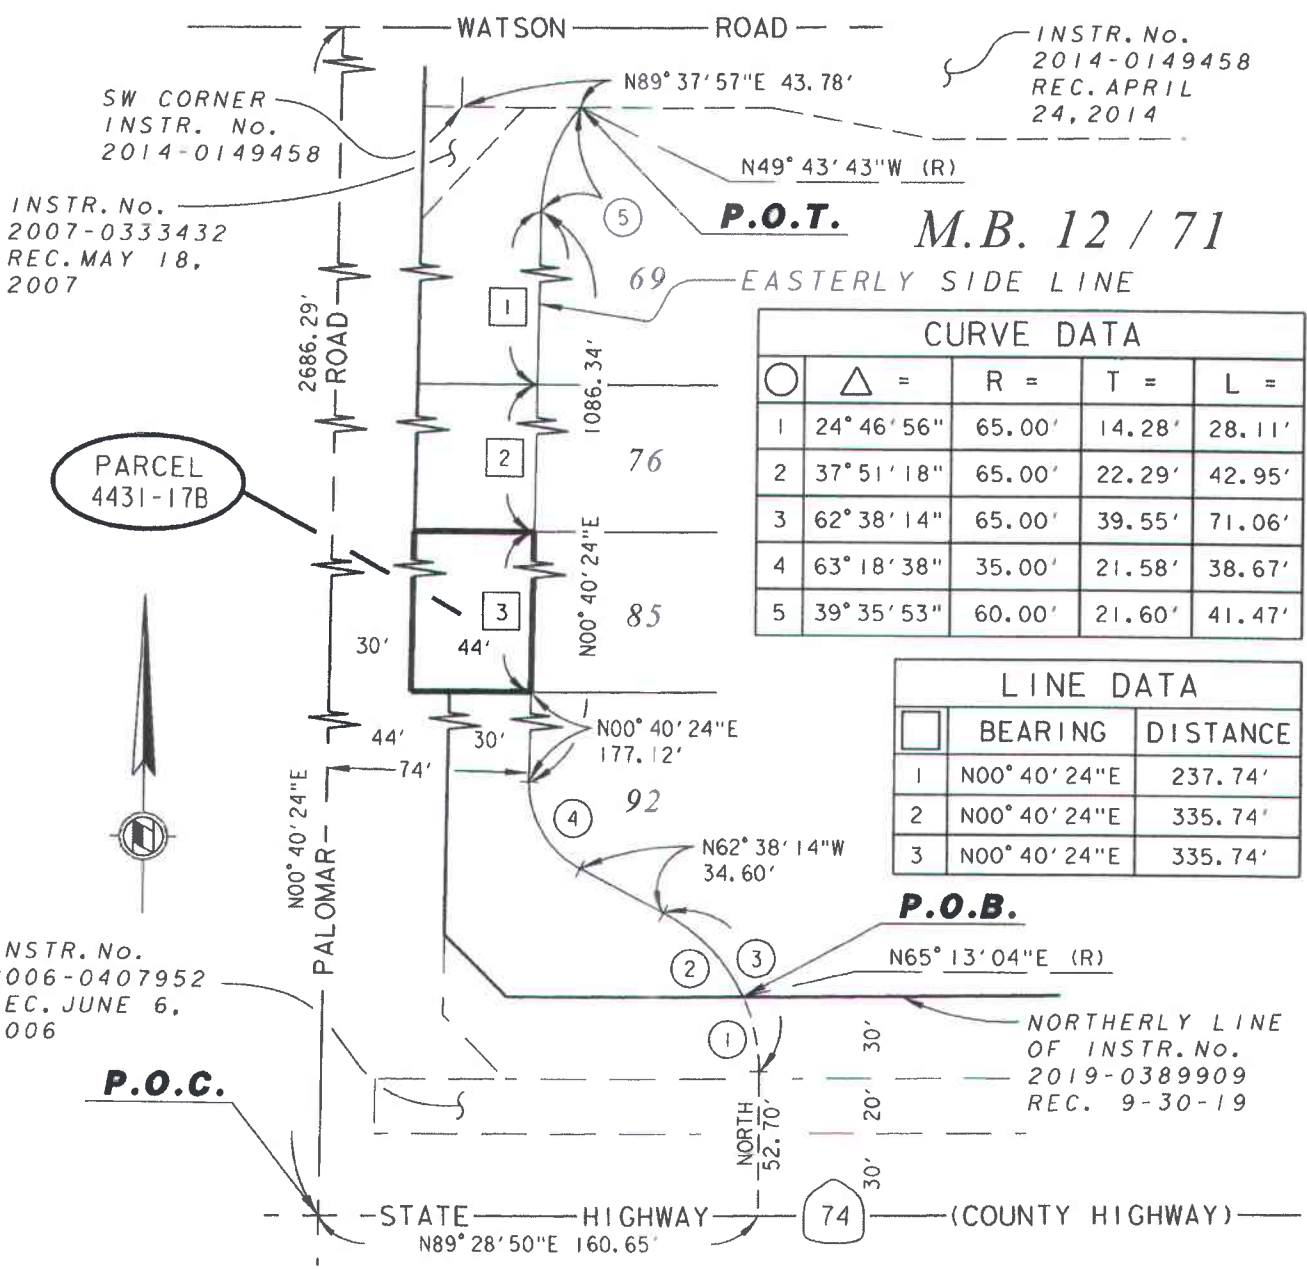 WATSON ROAD
INSTR. No.
2014-0149458
REC. APRIL
24, 2014
N89°37'57"E 43.78'
SW CORNER
INSTR. No.
2014-0149458
N49°43'43"W (R)
P.O.T.
M.B. 12 / 71
INSTR. No.
2007-0333432
REC. MAY 18,
2007
5
69
EASTERLY SIDE LINE
1
2686.29'
ROAD
1086.34'
CURVE DATA
△ = R = T = L =
1 24°46'56" 65.00' 14.28' 28.11'
2 37°51'18" 65.00' 22.29' 42.95'
3 62°38'14" 65.00' 39.55' 71.06'
4 63°18'38" 35.00' 21.58' 38.67'
5 39°35'53" 60.00' 21.60' 41.47'
PARCEL
4431-17B
2
76
N00°40'24"E
3
85
30'
44'
LINE DATA
BEARING DISTANCE
1 N00°40'24"E 237.74'
2 N00°40'24"E 335.74'
3 N00°40'24"E 335.74'
44'
30'
74'
N00°40'24"E
177.12'
92
4
N00°40'24"E
PALOMAR
N62°38'14"W
34.60'
P.O.B.
N65°13'04"E (R)
2
3
1
NSTR. No.
006-0407952
EC. JUNE 6,
006
NORTHERLY LINE
OF INSTR. No.
2019-0389909
REC. 9-30-19
30'
20'
30'
NORTH
52.70'
P.O.C.
STATE HIGHWAY 74 (COUNTY HIGHWAY)
N89°28'50"E 160.65'